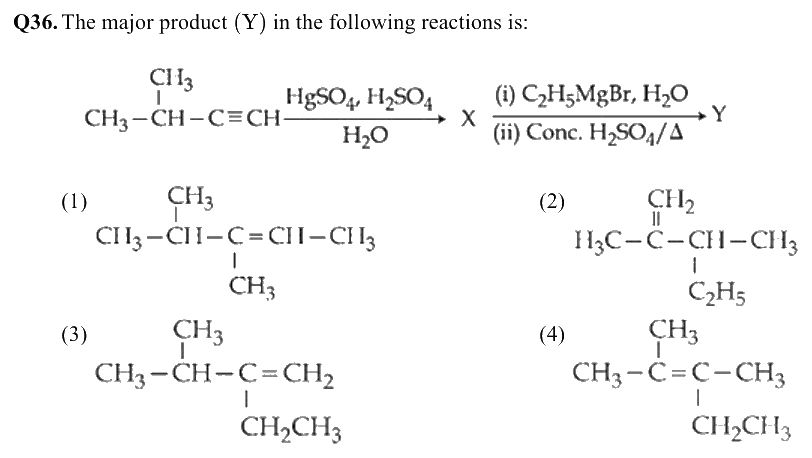 Q36. The major product (Y) in the following reactions is:
CH₃
|
CH₃–CH–C≡CH
HgSO₄, H₂SO₄
H₂O
X
(i) C₂H₅MgBr, H₂O
(ii) Conc. H₂SO₄/Δ
Y
(1)
CH₃
|
CH₃–CH–C=CH–CH₃
|
CH₃
(2)
CH₂
||
H₃C–C–CH–CH₃
|
C₂H₅
(3)
CH₃
|
CH₃–CH–C=CH₂
|
CH₂CH₃
(4)
CH₃
|
CH₃–C=C–CH₃
|
CH₂CH₃